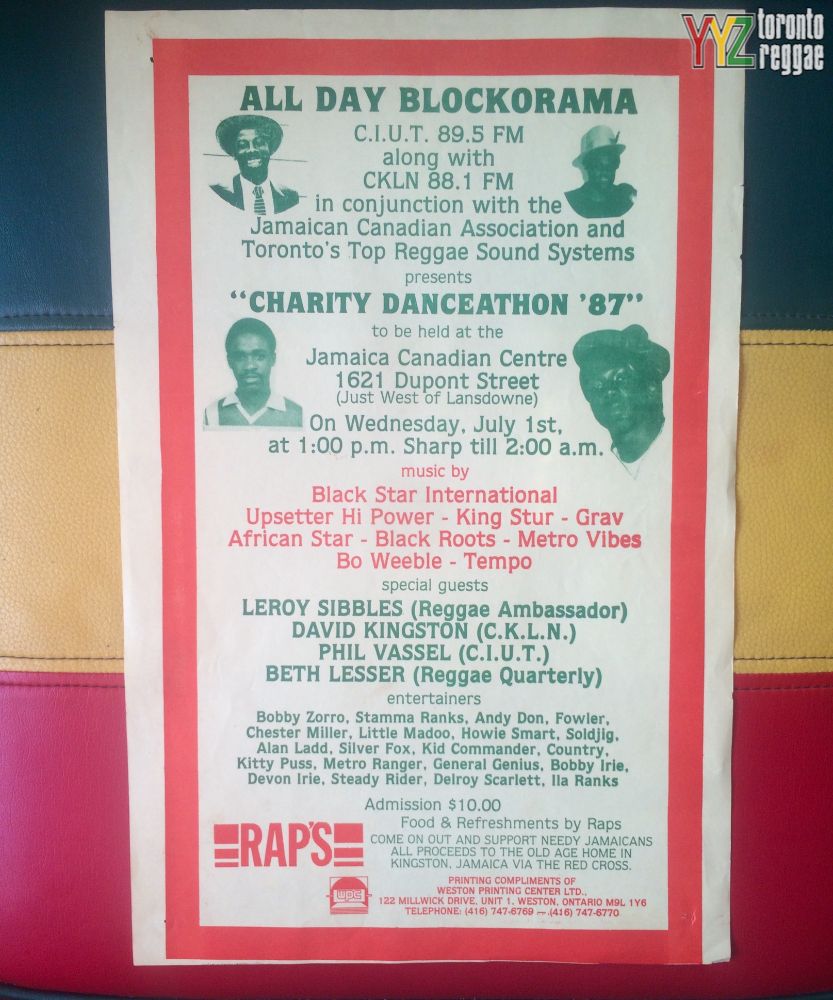 YYZ toronto
reggae
ALL DAY BLOCKORAMA
C.I.U.T. 89.5 FM
along with
CKLN 88.1 FM
in conjunction with the
Jamaican Canadian Association and
Toronto's Top Reggae Sound Systems
presents
"CHARITY DANCEATHON '87"
to be held at the
Jamaica Canadian Centre
1621 Dupont Street
(Just West of Lansdowne)
On Wednesday, July 1st,
at 1:00 p.m. Sharp till 2:00 a.m.
music by
Black Star International
Upsetter Hi Power - King Stur - Grav
African Star - Black Roots - Metro Vibes
Bo Weeble - Tempo
special guests
LEROY SIBBLES (Reggae Ambassador)
DAVID KINGSTON (C.K.L.N.)
PHIL VASSEL (C.I.U.T.)
BETH LESSER (Reggae Quarterly)
entertainers
Bobby Zorro, Stamma Ranks, Andy Don, Fowler,
Chester Miller, Little Madoo, Howie Smart, Soldjig,
Alan Ladd, Silver Fox, Kid Commander, Country,
Kitty Puss, Metro Ranger, General Genius, Bobby Irie,
Devon Irie, Steady Rider, Delroy Scarlett, Ila Ranks
Admission $10.00
Food & Refreshments by Raps
RAP'S
COME ON OUT AND SUPPORT NEEDY JAMAICANS
ALL PROCEEDS TO THE OLD AGE HOME IN
KINGSTON, JAMAICA VIA THE RED CROSS.
WPC
PRINTING COMPLIMENTS OF
WESTON PRINTING CENTER LTD.,
122 MILLWICK DRIVE, UNIT 1, WESTON, ONTARIO M9L 1Y6
TELEPHONE: (416) 747-6769 — (416) 747-6770